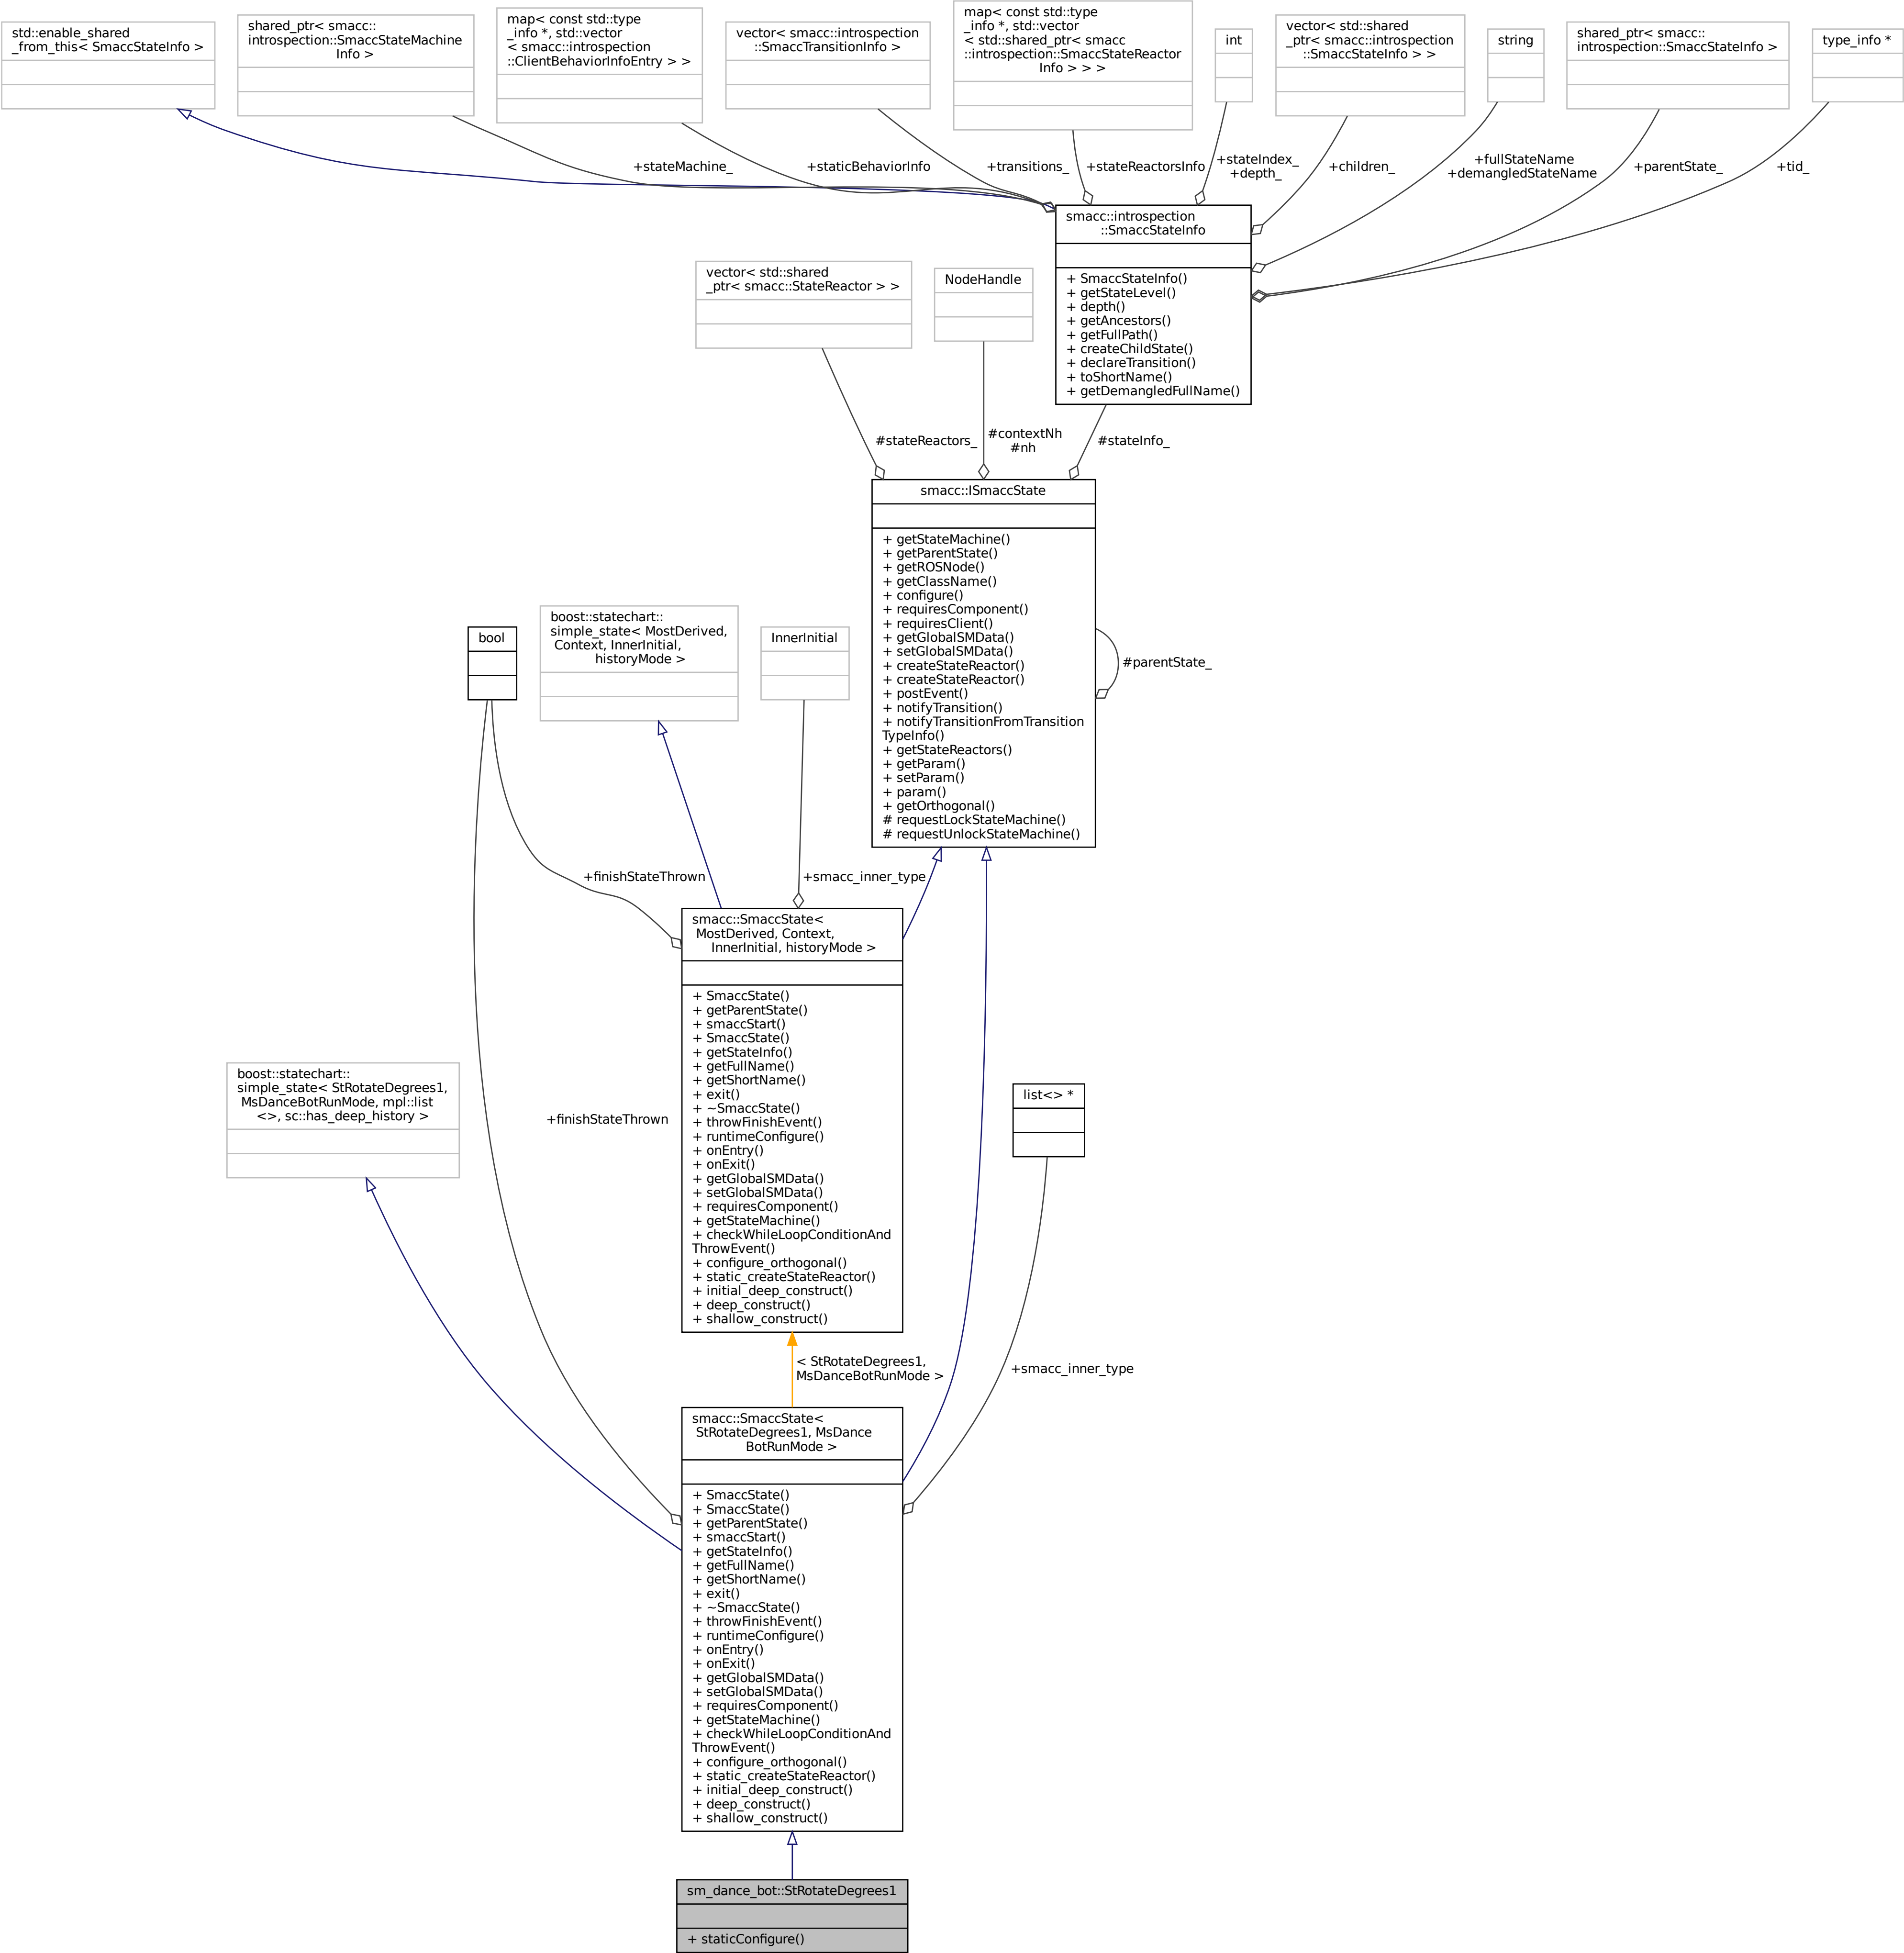 std::enable_shared
_from_this< SmaccStateInfo >
shared_ptr< smacc::
introspection::SmaccStateMachine
Info >
map< const std::type
_info *, std::vector
< smacc::introspection
::ClientBehaviorInfoEntry > >
vector< smacc::introspection
::SmaccTransitionInfo >
map< const std::type
_info *, std::vector
< std::shared_ptr< smacc
::introspection::SmaccStateReactor
Info > > >
int
vector< std::shared
_ptr< smacc::introspection
::SmaccStateInfo > >
string
shared_ptr< smacc::
introspection::SmaccStateInfo >
type_info *
+stateMachine_
+staticBehaviorInfo
+transitions_
+stateReactorsInfo
+stateIndex_
+depth_
+children_
+fullStateName
+demangledStateName
+parentState_
+tid_
smacc::introspection
::SmaccStateInfo
+ SmaccStateInfo()
+ getStateLevel()
+ depth()
+ getAncestors()
+ getFullPath()
+ createChildState()
+ declareTransition()
+ toShortName()
+ getDemangledFullName()
vector< std::shared
_ptr< smacc::StateReactor > >
NodeHandle
#stateReactors_
#contextNh
#nh
#stateInfo_
smacc::ISmaccState
+ getStateMachine()
+ getParentState()
+ getROSNode()
+ getClassName()
+ configure()
+ requiresComponent()
+ requiresClient()
+ getGlobalSMData()
+ setGlobalSMData()
+ createStateReactor()
+ createStateReactor()
+ postEvent()
+ notifyTransition()
+ notifyTransitionFromTransition
TypeInfo()
+ getStateReactors()
+ getParam()
+ setParam()
+ param()
+ getOrthogonal()
# requestLockStateMachine()
# requestUnlockStateMachine()
#parentState_
bool
boost::statechart::
simple_state< MostDerived,
Context, InnerInitial,
historyMode >
InnerInitial
+finishStateThrown
+smacc_inner_type
smacc::SmaccState<
MostDerived, Context,
InnerInitial, historyMode >
+ SmaccState()
+ getParentState()
+ smaccStart()
+ SmaccState()
+ getStateInfo()
+ getFullName()
+ getShortName()
+ exit()
+ ~SmaccState()
+ throwFinishEvent()
+ runtimeConfigure()
+ onEntry()
+ onExit()
+ getGlobalSMData()
+ setGlobalSMData()
+ requiresComponent()
+ getStateMachine()
+ checkWhileLoopConditionAnd
ThrowEvent()
+ configure_orthogonal()
+ static_createStateReactor()
+ initial_deep_construct()
+ deep_construct()
+ shallow_construct()
boost::statechart::
simple_state< StRotateDegrees1,
MsDanceBotRunMode, mpl::list
<>, sc::has_deep_history >
+finishStateThrown
list<> *
< StRotateDegrees1,
MsDanceBotRunMode >
+smacc_inner_type
smacc::SmaccState<
StRotateDegrees1, MsDance
BotRunMode >
+ SmaccState()
+ SmaccState()
+ getParentState()
+ smaccStart()
+ getStateInfo()
+ getFullName()
+ getShortName()
+ exit()
+ ~SmaccState()
+ throwFinishEvent()
+ runtimeConfigure()
+ onEntry()
+ onExit()
+ getGlobalSMData()
+ setGlobalSMData()
+ requiresComponent()
+ getStateMachine()
+ checkWhileLoopConditionAnd
ThrowEvent()
+ configure_orthogonal()
+ static_createStateReactor()
+ initial_deep_construct()
+ deep_construct()
+ shallow_construct()
sm_dance_bot::StRotateDegrees1
+ staticConfigure()